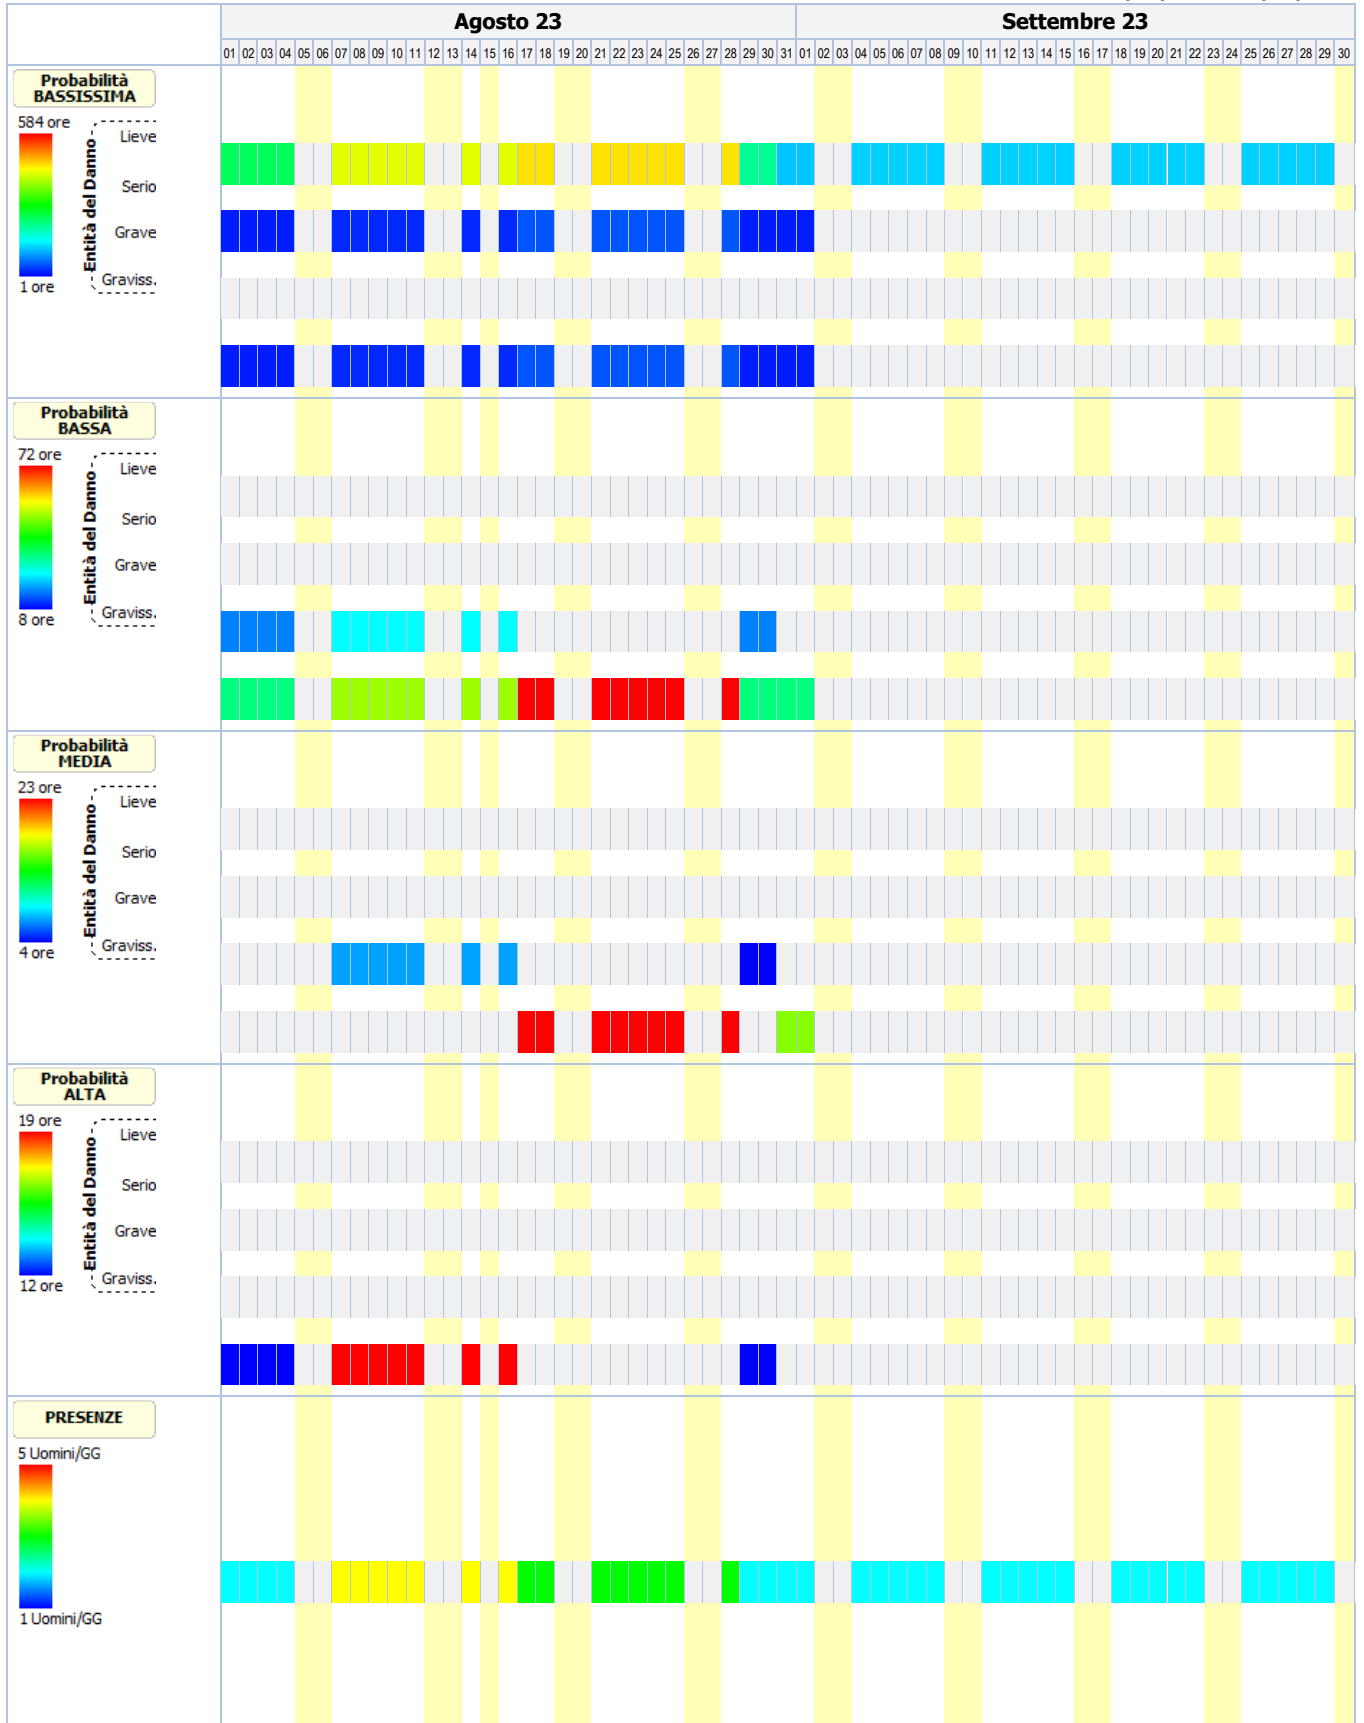 Agosto 23 Settembre 23
01 02 03 04 05 06 07 08 09 10 11 12 13 14 15 16 17 18 19 20 21 22 23 24 25 26 27 28 29 30 31 01 02 03 04 05 06 07 08 09 10 11 12 13 14 15 16 17 18 19 20 21 22 23 24 25 26 27 28 29 30
Probabilità
BASSISSIMA
584 ore
Entità del Danno
Lieve
Serio
Grave
Graviss.
1 ore
Probabilità
BASSA
72 ore
Entità del Danno
Lieve
Serio
Grave
Graviss.
8 ore
Probabilità
MEDIA
23 ore
Entità del Danno
Lieve
Serio
Grave
Graviss.
4 ore
Probabilità
ALTA
19 ore
Entità del Danno
Lieve
Serio
Grave
Graviss.
12 ore
PRESENZE
5 Uomini/GG
1 Uomini/GG